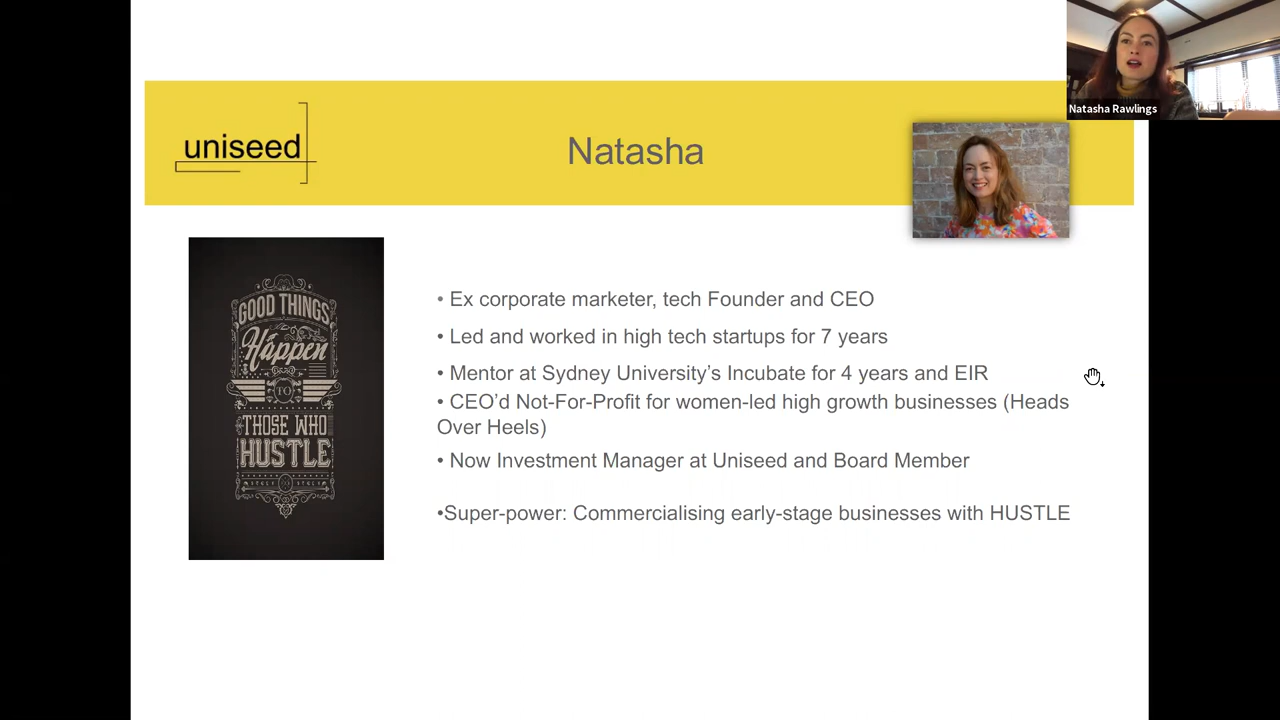 Natasha Rawlings
uniseed
Natasha
GOOD THINGS
Happen
TO
THOSE WHO
HUSTLE
• Ex corporate marketer, tech Founder and CEO
• Led and worked in high tech startups for 7 years
• Mentor at Sydney University’s Incubate for 4 years and EIR
• CEO’d Not-For-Profit for women-led high growth businesses (Heads
Over Heels)
• Now Investment Manager at Uniseed and Board Member
•Super-power: Commercialising early-stage businesses with HUSTLE